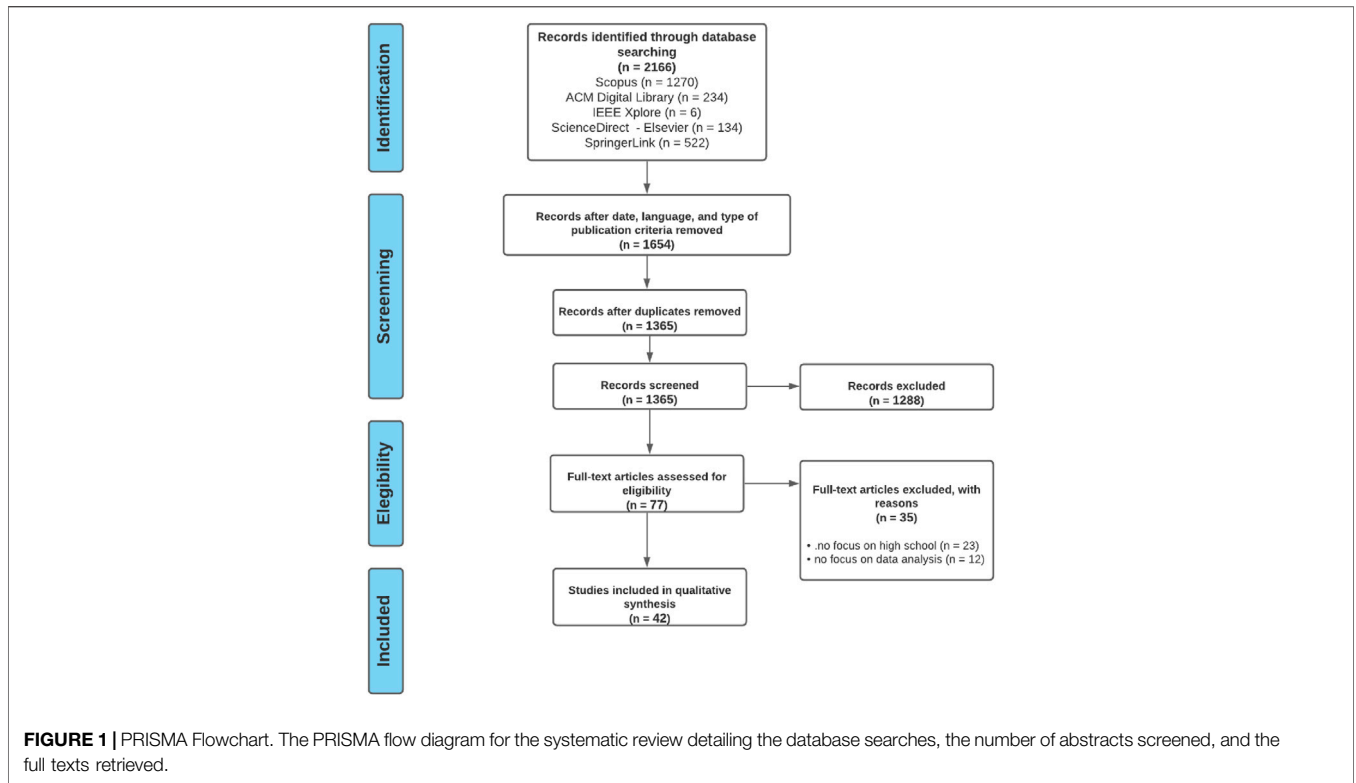 Identification
Records identified through database
searching
(n = 2166)
Scopus (n = 1270)
ACM Digital Library (n = 234)
IEEE Xplore (n = 6)
ScienceDirect - Elsevier (n = 134)
SpringerLink (n = 522)
Screenning
Records after date, language, and type of
publication criteria removed
(n = 1654)
Records after duplicates removed
(n = 1365)
Records screened
(n = 1365)
Records excluded
(n = 1288)
Elegibility
Full-text articles assessed for
eligibility
(n = 77)
Full-text articles excluded, with
reasons
(n = 35)
• .no focus on high school (n = 23)
• no focus on data analysis (n = 12)
Included
Studies included in qualitative
synthesis
(n = 42)
FIGURE 1 | PRISMA Flowchart. The PRISMA flow diagram for the systematic review detailing the database searches, the number of abstracts screened, and the
full texts retrieved.